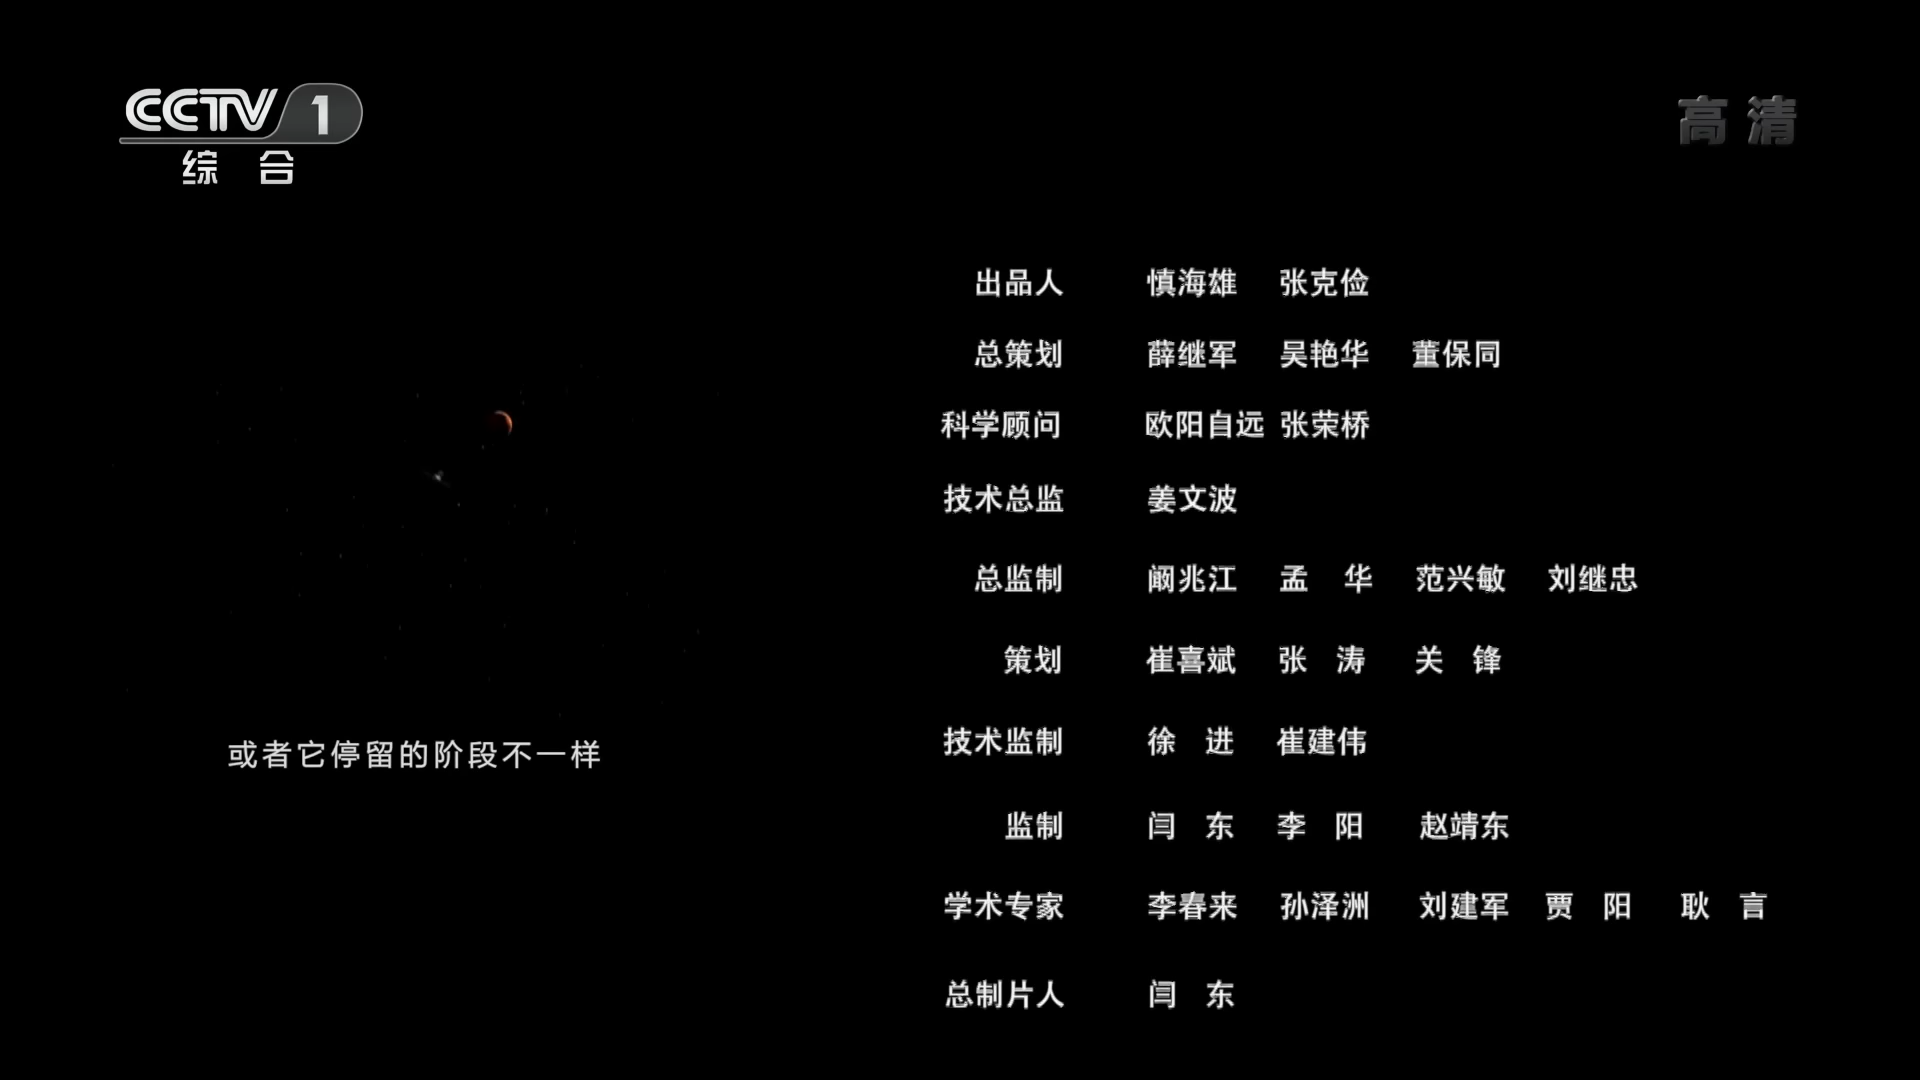 CCTV 1
综合
高清
出品人 慎海雄 张克俭
总策划 薛继军 吴艳华 董保同
科学顾问 欧阳自远 张荣桥
技术总监 姜文波
总监制 阚兆江 孟华 范兴敏 刘继忠
策划 崔喜斌 张涛 关锋
技术监制 徐进 崔建伟
监制 闫东 李阳 赵靖东
学术专家 李春来 孙泽洲 刘建军 贾阳 耿言
总制片人 闫东
或者它停留的阶段不一样